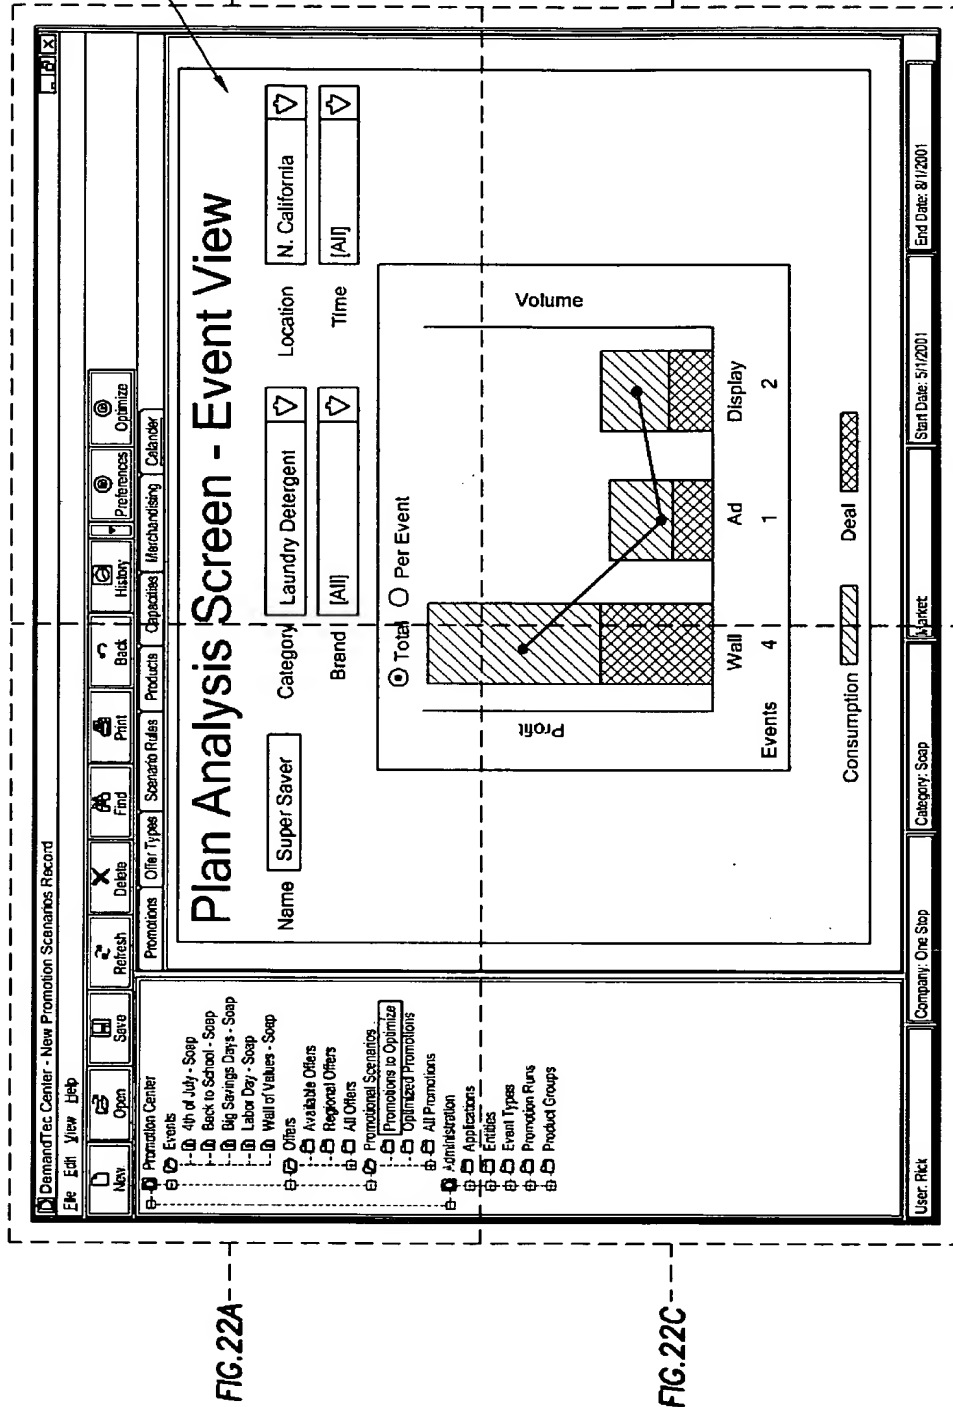 DemandTec Center - New Promotion Scenarios Record
File Edit View Help
New Open Save Refresh Delete Find Print Back History Preferences Optimize
Promotion Center
Events
4th of July - Soap
Back to School - Soap
Big Savings Days - Soap
Labor Day - Soap
Wall of Values - Soap
Offers
Available Offers
Regional Offers
All Offers
Promotional Scenarios
Promotions to Optimize
Optimized Promotions
All Promotions
Administration
Applications
Entities
Event Types
Promotion Runs
Product Groups
Promotions Offer Types Scenario Rules Products Capacities Merchandising Calander
Plan Analysis Screen - Event View
Name Super Saver Category Laundry Detergent Location N. California
Brand [All] Time [All]
Total Per Event
Profit
Volume
Wall Ad Display
Events 4 1 2
Consumption Deal
User: Rick Company: One Stop Category: Soap Market: Start Date: 5/1/2001 End Date: 8/1/2001
FIG.22A
FIG.22C